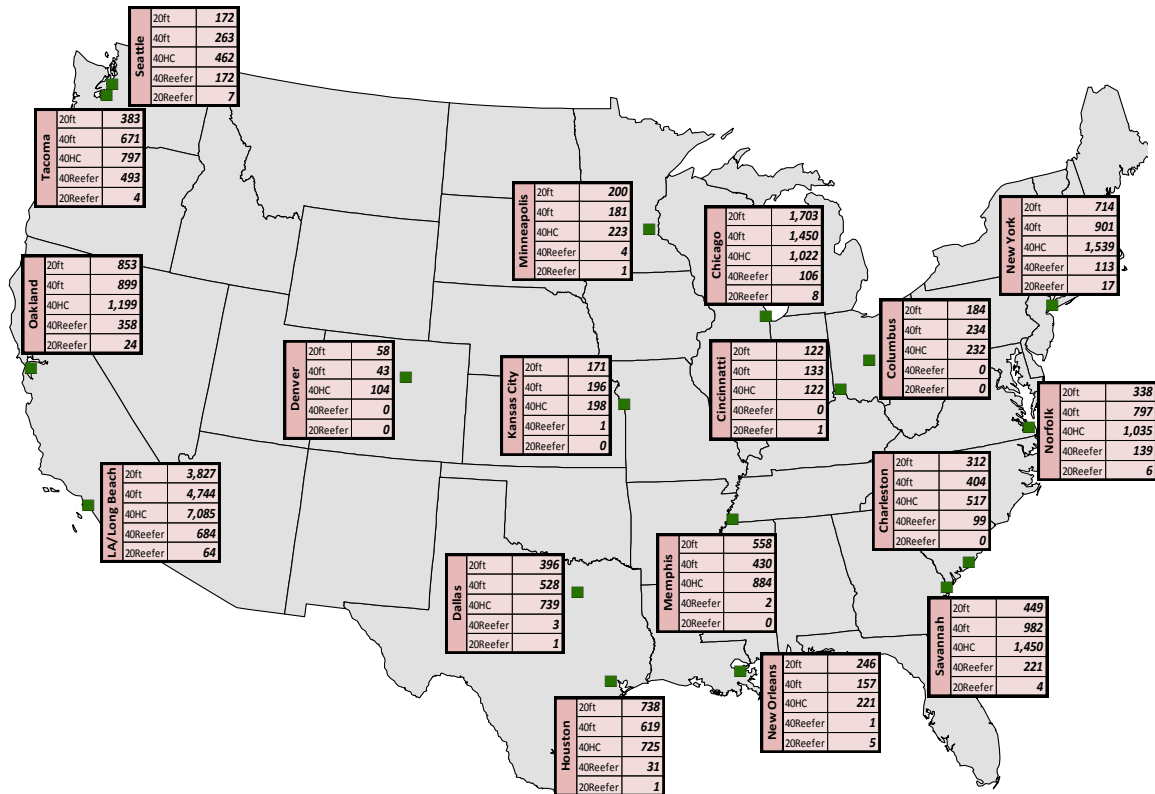 Seattle
20ft 172
40ft 263
40HC 462
40Reefer 172
20Reefer 7
Tacoma
20ft 383
40ft 671
40HC 797
40Reefer 493
20Reefer 4
Minneapolis
20ft 200
40ft 181
40HC 223
40Reefer 4
20Reefer 1
Chicago
20ft 1,703
40ft 1,450
40HC 1,022
40Reefer 106
20Reefer 8
New York
20ft 714
40ft 901
40HC 1,539
40Reefer 113
20Reefer 17
Oakland
20ft 853
40ft 899
40HC 1,199
40Reefer 358
20Reefer 24
Denver
20ft 58
40ft 43
40HC 104
40Reefer 0
20Reefer 0
Kansas City
20ft 171
40ft 196
40HC 198
40Reefer 1
20Reefer 0
Cincinnatti
20ft 122
40ft 133
40HC 122
40Reefer 0
20Reefer 1
Columbus
20ft 184
40ft 234
40HC 232
40Reefer 0
20Reefer 0
Norfolk
20ft 338
40ft 797
40HC 1,035
40Reefer 139
20Reefer 6
LA/Long Beach
20ft 3,827
40ft 4,744
40HC 7,085
40Reefer 684
20Reefer 64
Charleston
20ft 312
40ft 404
40HC 517
40Reefer 99
20Reefer 0
Dallas
20ft 396
40ft 528
40HC 739
40Reefer 3
20Reefer 1
Memphis
20ft 558
40ft 430
40HC 884
40Reefer 2
20Reefer 0
Savannah
20ft 449
40ft 982
40HC 1,450
40Reefer 221
20Reefer 4
New Orleans
20ft 246
40ft 157
40HC 221
40Reefer 1
20Reefer 5
Houston
20ft 738
40ft 619
40HC 725
40Reefer 31
20Reefer 1